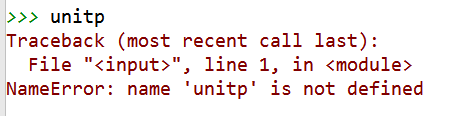 >>> unitp
Traceback (most recent call last):
  File "<input>", line 1, in <module>
NameError: name 'unitp' is not defined